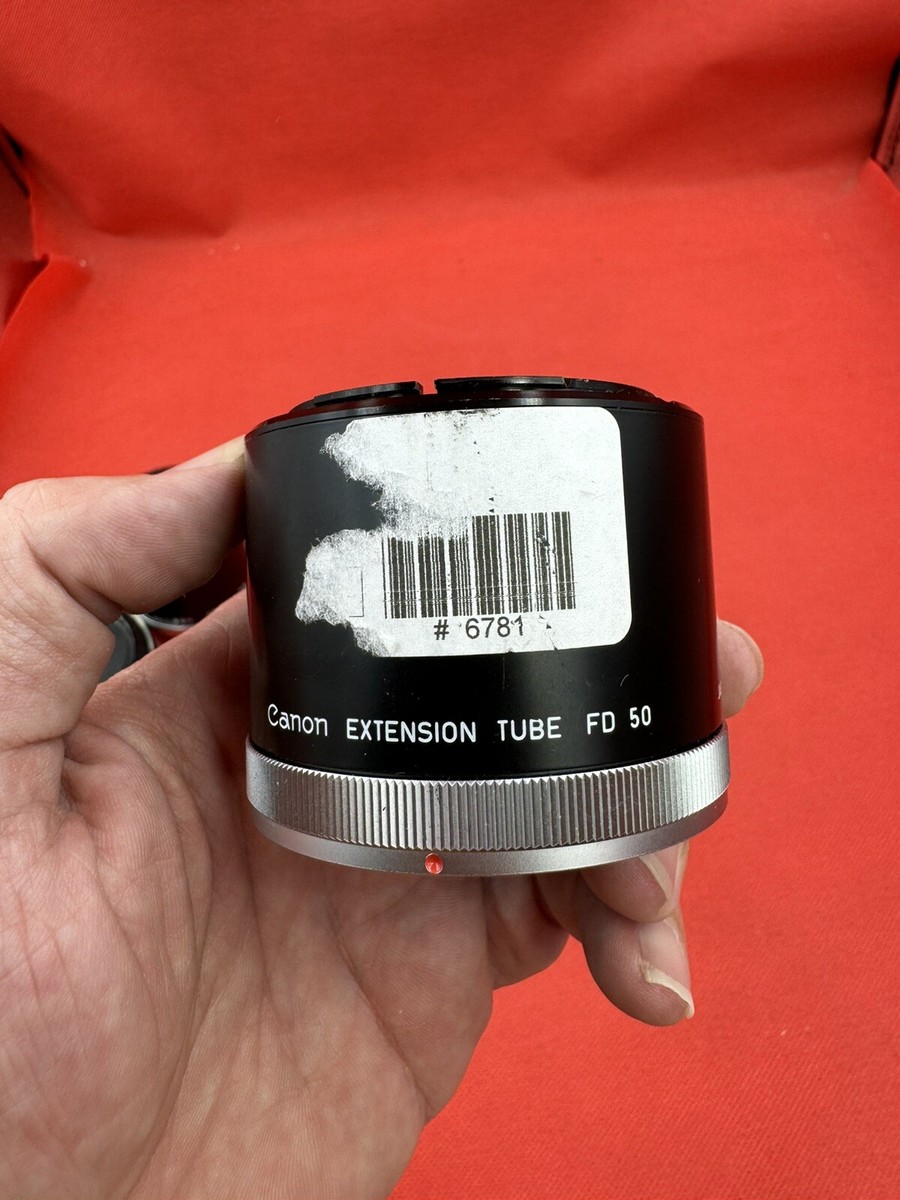 # 6781
Canon EXTENSION TUBE FD 50